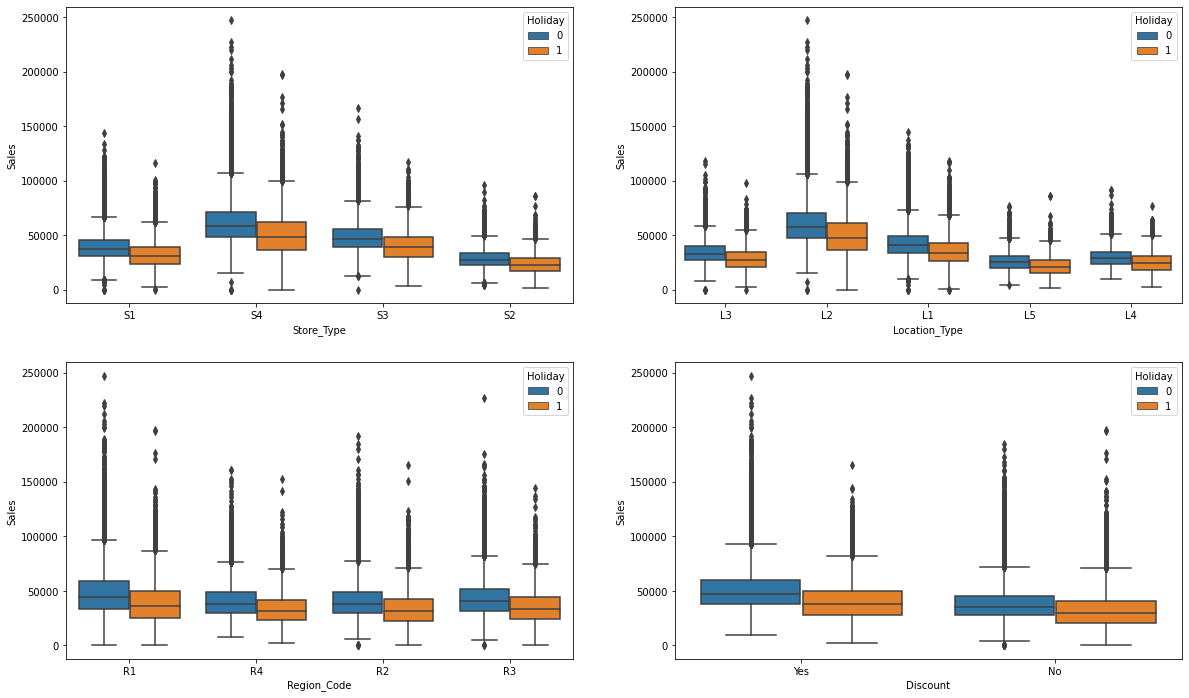 250000
200000
150000
100000
50000
0
Sales
S1 S4 S3 S2
Store_Type
Holiday
0
1
250000
200000
150000
100000
50000
0
Sales
L3 L2 L1 L5 L4
Location_Type
Holiday
0
1
250000
200000
150000
100000
50000
0
Sales
R1 R4 R2 R3
Region_Code
Holiday
0
1
250000
200000
150000
100000
50000
0
Sales
Yes No
Discount
Holiday
0
1